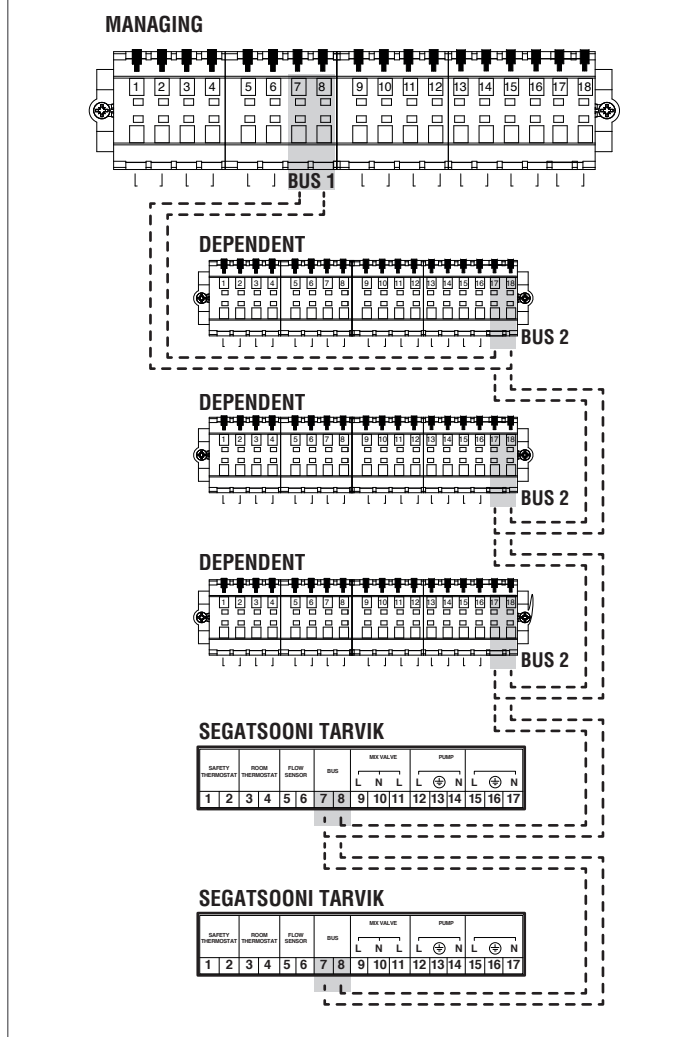 MANAGING
1 2 3 4 5 6 7 8 9 10 11 12 13 14 15 16 17 18
BUS 1
DEPENDENT
1 2 3 4 5 6 7 8 9 10 11 12 13 14 15 16 17 18
BUS 2
DEPENDENT
1 2 3 4 5 6 7 8 9 10 11 12 13 14 15 16 17 18
BUS 2
DEPENDENT
1 2 3 4 5 6 7 8 9 10 11 12 13 14 15 16 17 18
BUS 2
SEGATSOONI TARVIK
SAFETY THERMOSTAT ROOM THERMOSTAT FLOW SENSOR BUS MIX VALVE PUMP
L N L L N L N
1 2 3 4 5 6 7 8 9 10 11 12 13 14 15 16 17
SEGATSOONI TARVIK
SAFETY THERMOSTAT ROOM THERMOSTAT FLOW SENSOR BUS MIX VALVE PUMP
L N L L N L N
1 2 3 4 5 6 7 8 9 10 11 12 13 14 15 16 17